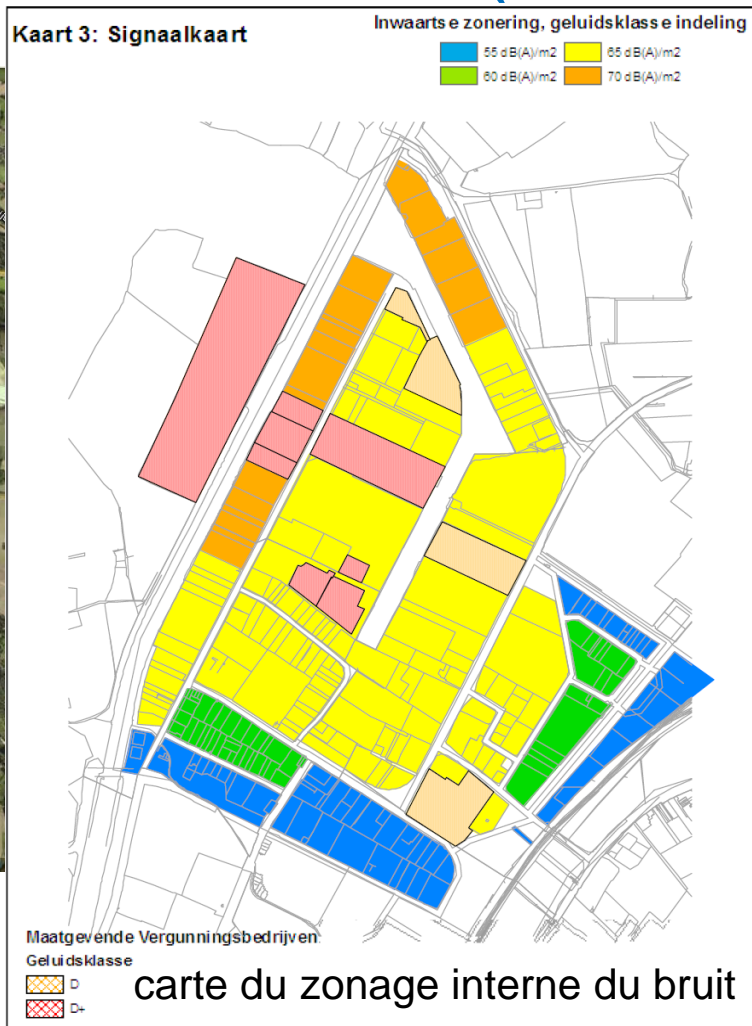 Kaart 3: Signaalkaart
Inwaartse zonering, geluidsklasse indeling
55 dB(A)/m2
65 dB(A)/m2
60 dB(A)/m2
70 dB(A)/m2
Maatgevende Vergunningsbedrijven
Geluidsklasse
D
D+
carte du zonage interne du bruit